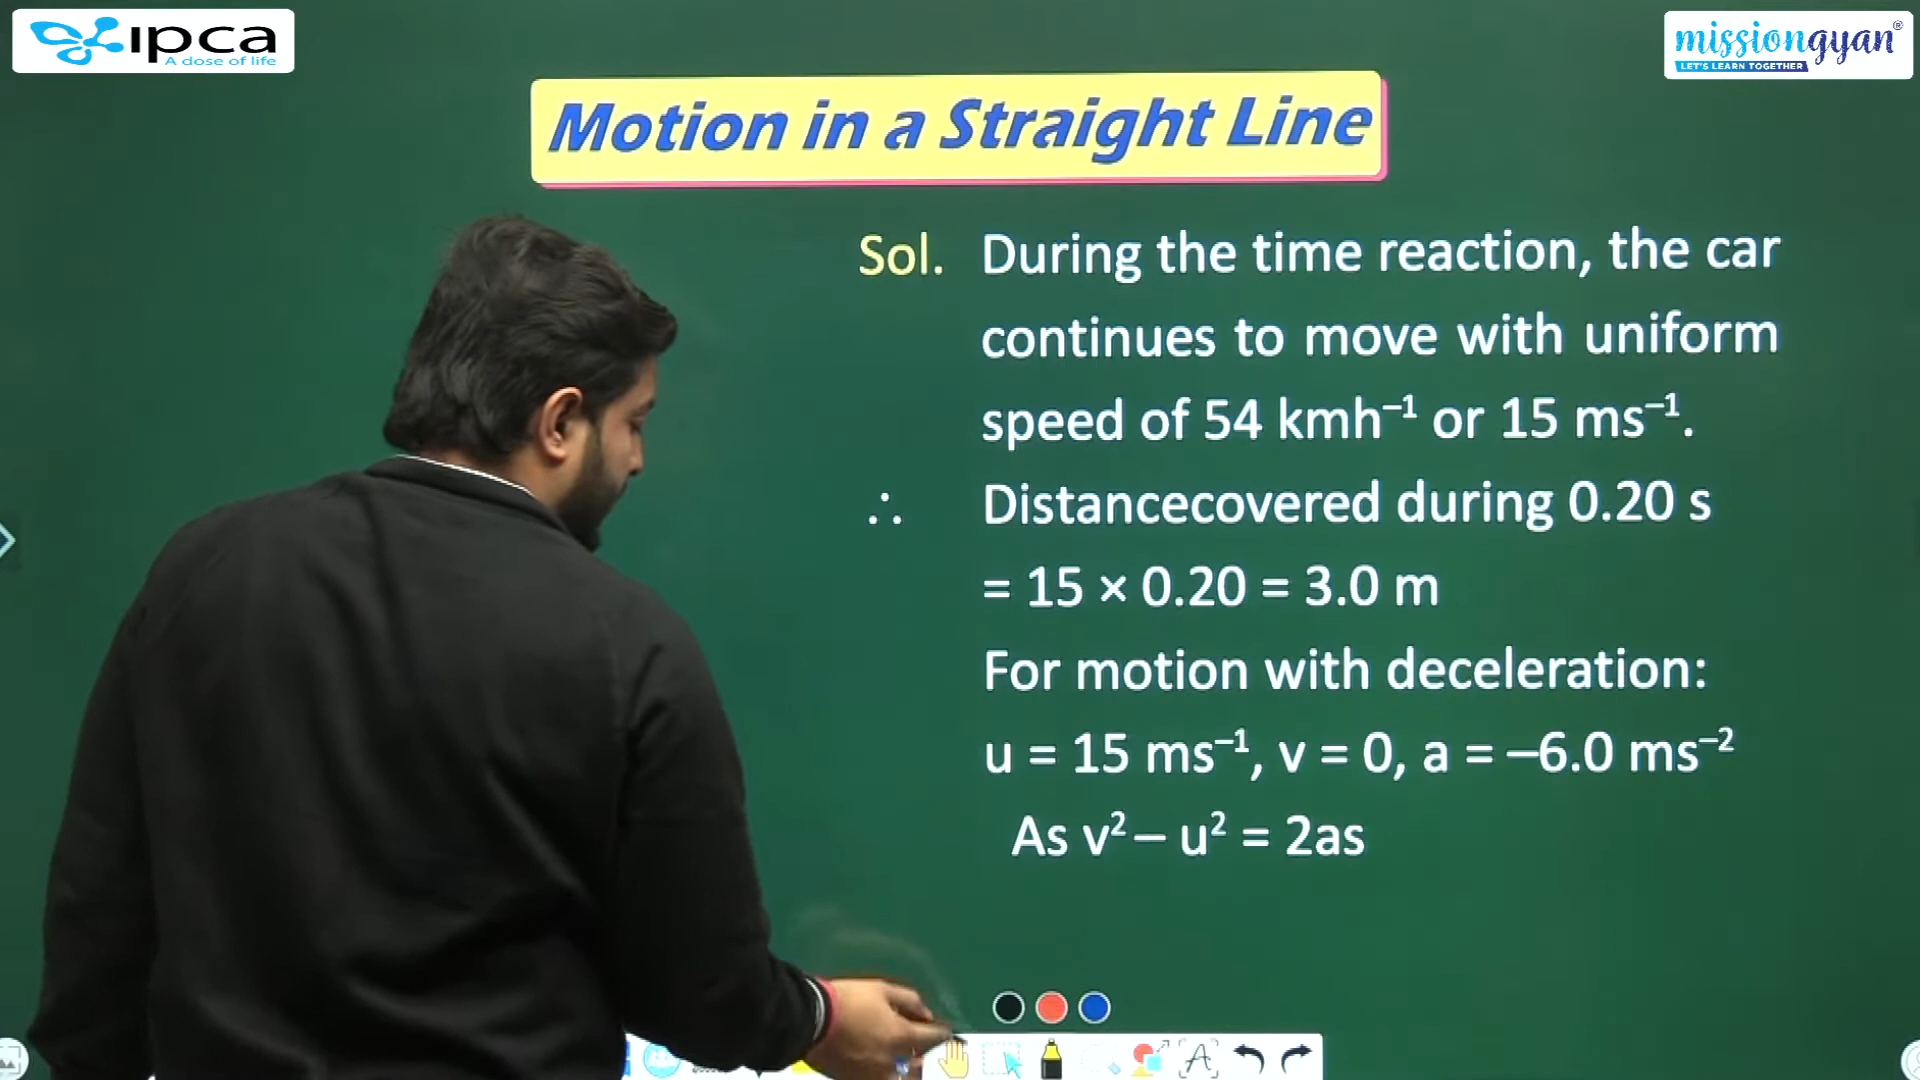 ipca
A dose of life
missiongyan®
LET'S LEARN TOGETHER
Motion in a Straight Line
Sol. During the time reaction, the car
continues to move with uniform
speed of 54 kmh⁻¹ or 15 ms⁻¹.
∴ Distancecovered during 0.20 s
= 15 × 0.20 = 3.0 m
For motion with deceleration:
u = 15 ms⁻¹, v = 0, a = –6.0 ms⁻²
As v² – u² = 2as
A